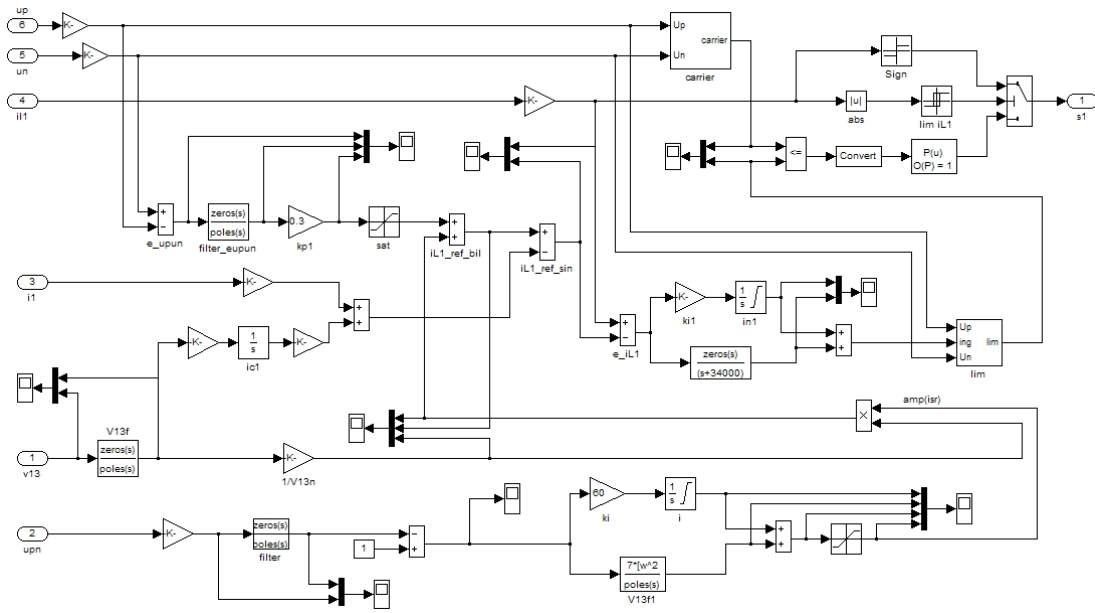 up
6
K-
Up
carrier
Un
carrier
5
K-
un
Sign
4
K-
iL1
|u|
abs
lim iL1
1
s1
<=
Convert
P(u)
O(P) = 1
+
-
e_upun
zeros(s)
poles(s)
filter_eupun
0.3
kp1
sat
+
+
iL1_ref_bil
+
-
iL1_ref_sin
3
i1
K-
+
+
K-
1
s
ic1
K-
+
-
e_iL1
K-
ki1
1
s
in1
zeros(s)
(s+34000)
+
+
Up
ing
lim
Un
lim
amp(isr)
X
V13f
1
v13
zeros(s)
poles(s)
K-
1/V13n
2
upn
K-
zeros(s)
poles(s)
filter
1
-
+
60
ki
1
s
i
7*[w^2
poles(s)
V13f1
+
+